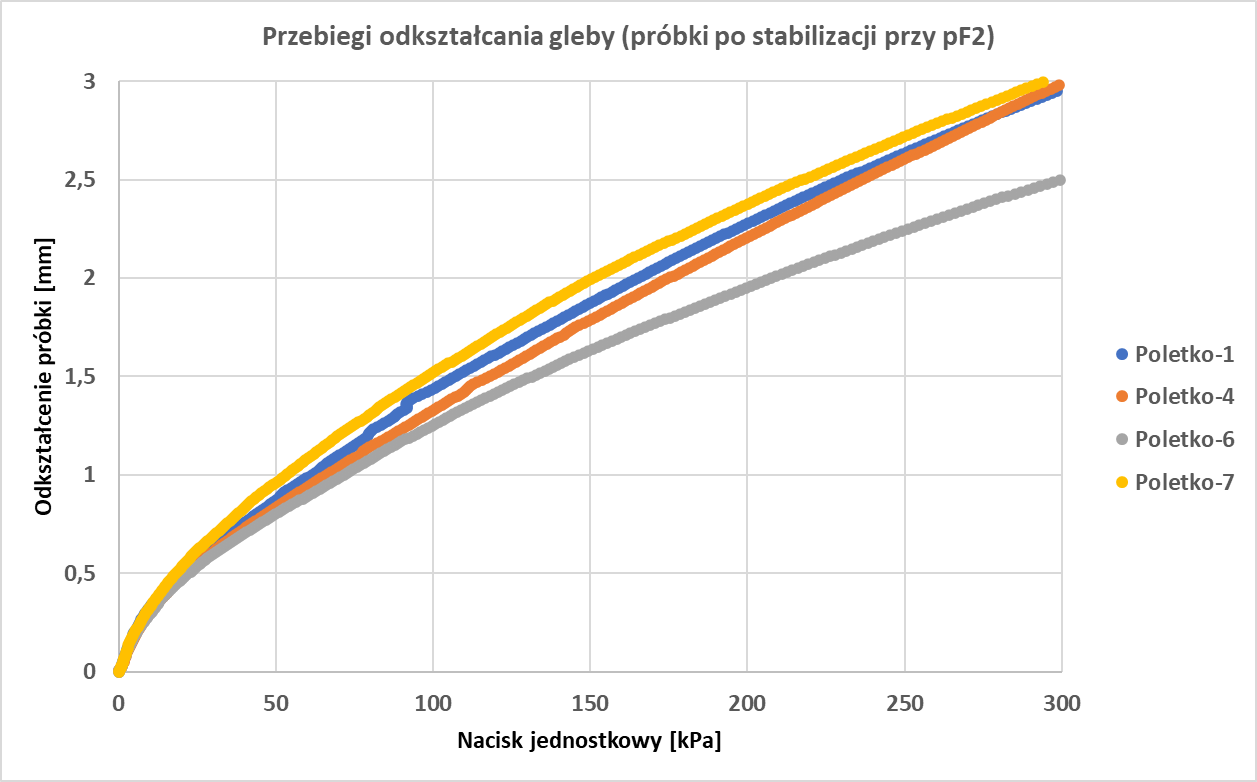 Przebiegi odkształcania gleby (próbki po stabilizacji przy pF2)
3
2,5
2
1,5
1
0,5
0
Odkształcenie próbki [mm]
0 50 100 150 200 250 300
Nacisk jednostkowy [kPa]
Poletko-1
Poletko-4
Poletko-6
Poletko-7